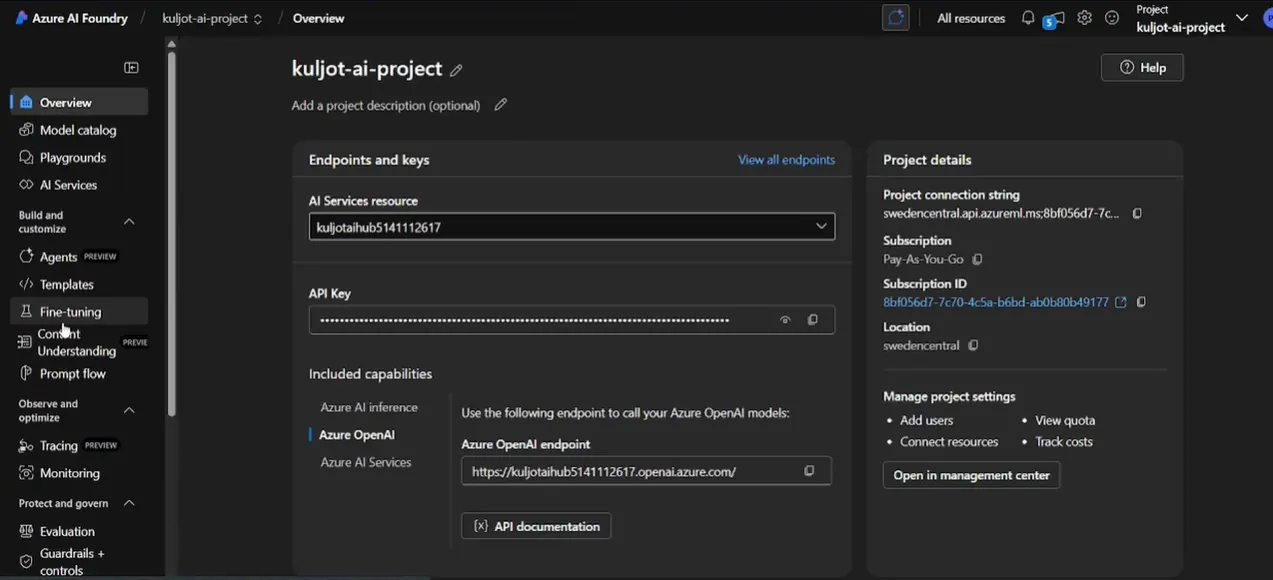 Azure AI Foundry / kuljot-ai-project / Overview
All resources
5
Project
kuljot-ai-project
P
Overview
Model catalog
Playgrounds
AI Services
Build and
customize
Agents PREVIEW
Templates
Fine-tuning
Content
Understanding PREVIE
Prompt flow
Observe and
optimize
Tracing PREVIEW
Monitoring
Protect and govern
Evaluation
Guardrails +
controls
kuljot-ai-project
Help
Add a project description (optional)
Endpoints and keys
View all endpoints
AI Services resource
kuljotaihub5141112617
API Key
Included capabilities
Azure AI inference
Azure OpenAI
Azure AI Services
Use the following endpoint to call your Azure OpenAI models:
Azure OpenAI endpoint
https://kuljotaihub5141112617.openai.azure.com/
{x} API documentation
Project details
Project connection string
swedencentral.api.azureml.ms;8bf056d7-7c...
Subscription
Pay-As-You-Go
Subscription ID
8bf056d7-7c70-4c5a-b6bd-ab0b80b49177
Location
swedencentral
Manage project settings
• Add users
• View quota
• Connect resources
• Track costs
Open in management center